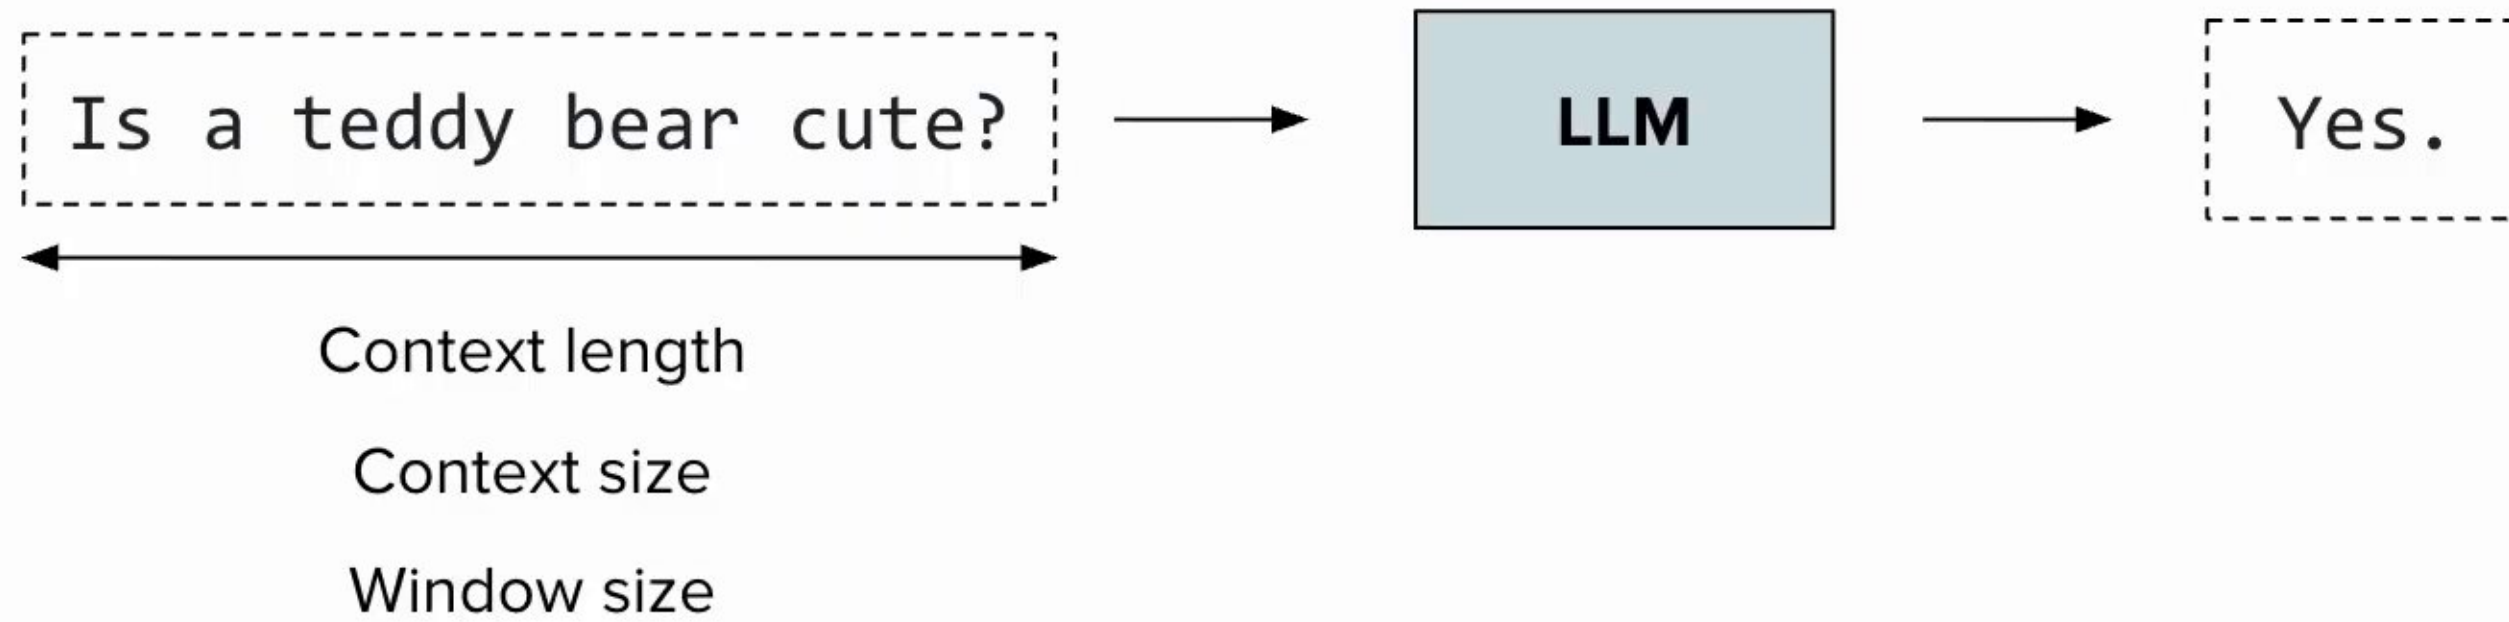 Is a teddy bear cute?
LLM
Yes.
Context length
Context size
Window size